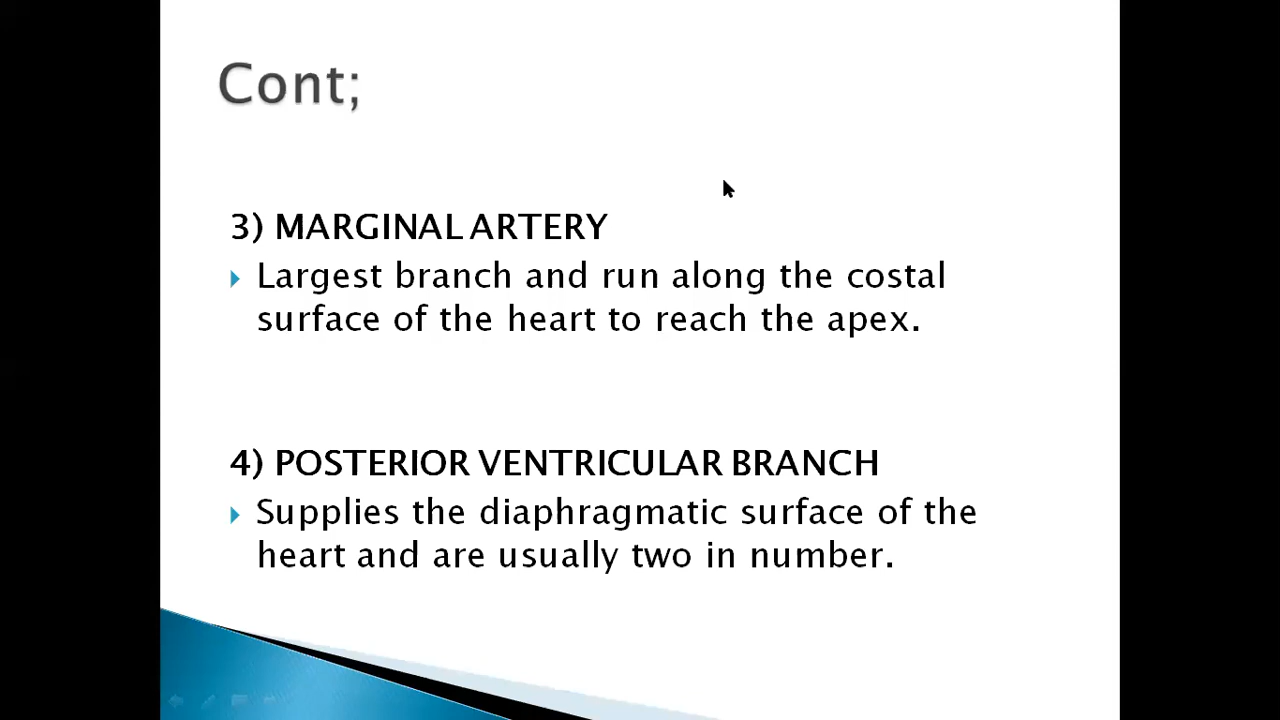 Cont;
3) MARGINAL ARTERY
Largest branch and run along the costal
surface of the heart to reach the apex.
4) POSTERIOR VENTRICULAR BRANCH
Supplies the diaphragmatic surface of the
heart and are usually two in number.